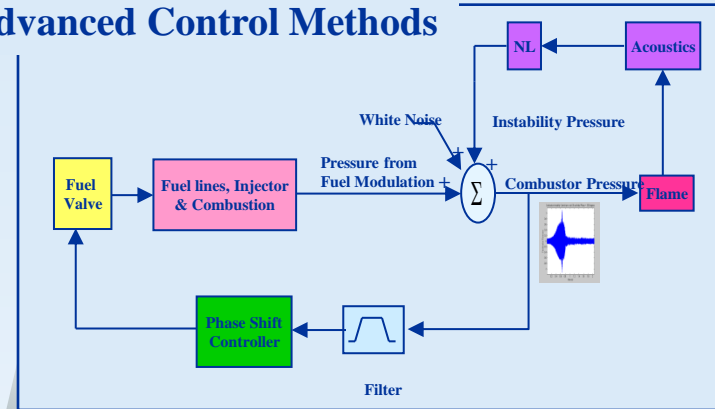 dvanced Control Methods
NL
Acoustics
White Noise
Instability Pressure
+
+
Pressure from
Fuel Modulation +
Fuel
Valve
Fuel lines, Injector
& Combustion
Σ
Combustor Pressure
Flame
Phase Shift
Controller
Filter